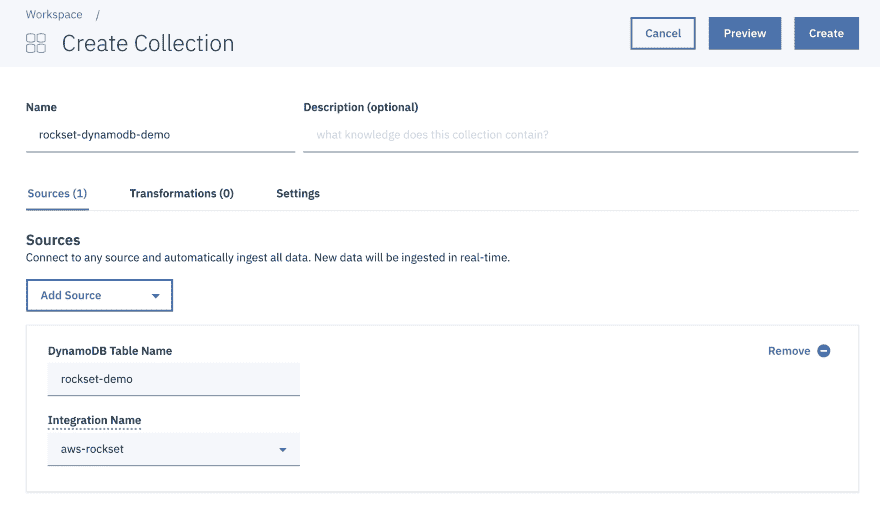 Workspace /
Create Collection
Cancel
Preview
Create
Name
Description (optional)
rockset-dynamodb-demo
what knowledge does this collection contain?
Sources (1)
Transformations (0)
Settings
Sources
Connect to any source and automatically ingest all data. New data will be ingested in real-time.
Add Source
DynamoDB Table Name
Remove
rockset-demo
Integration Name
aws-rockset